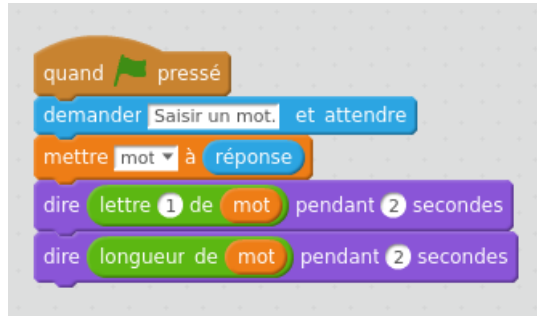 quand pressé
demander Saisir un mot. et attendre
mettre mot à réponse
dire lettre 1 de mot pendant 2 secondes
dire longueur de mot pendant 2 secondes